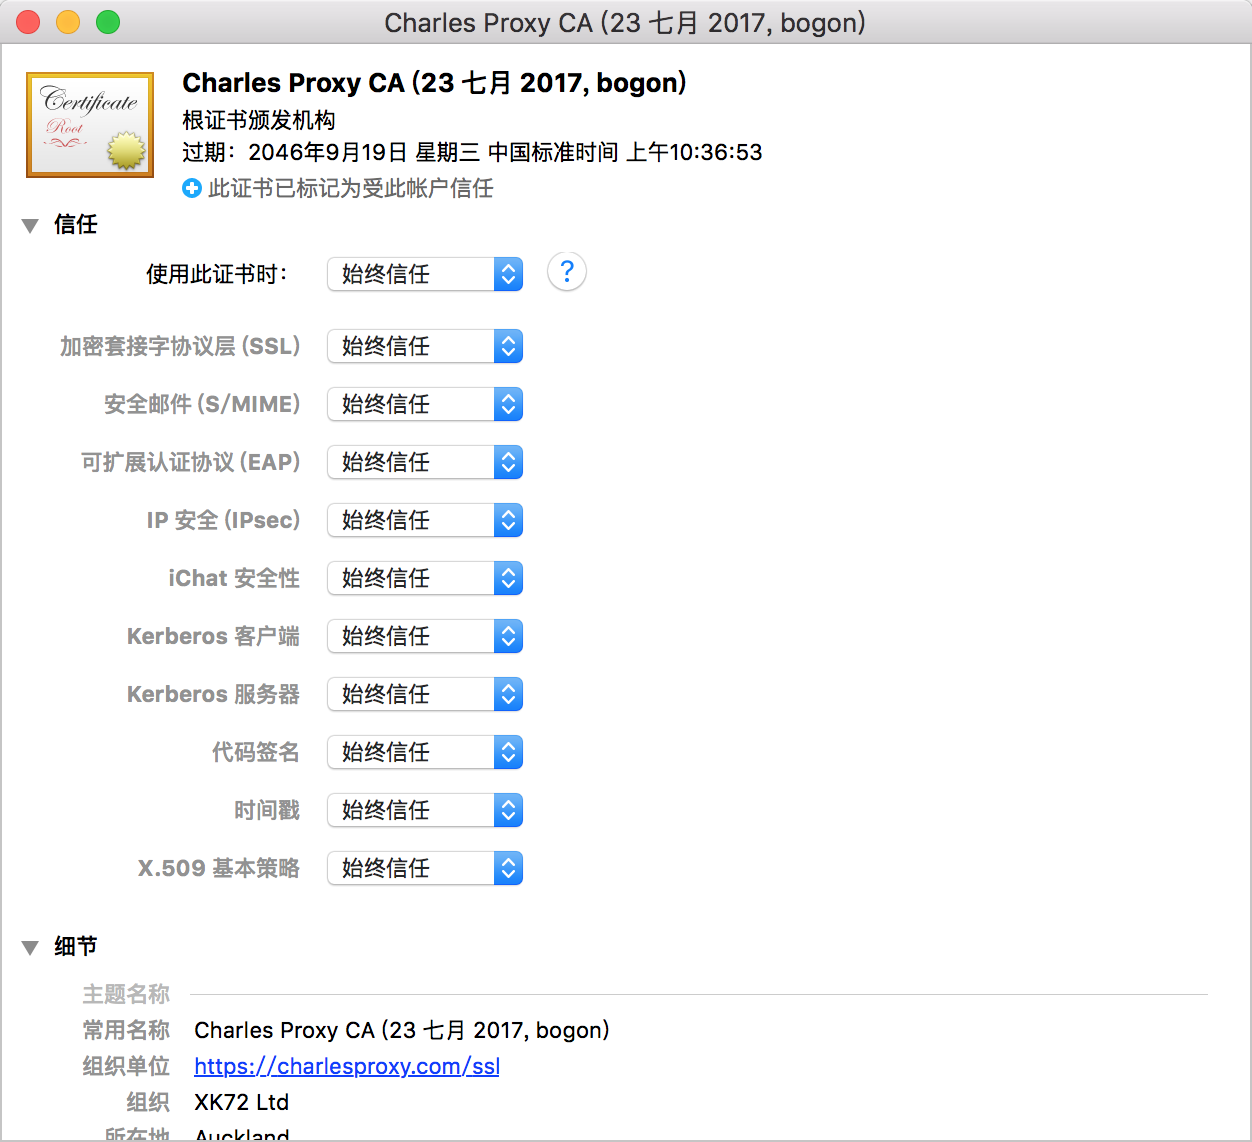 Charles Proxy CA (23 七月 2017, bogon)
Certificate
Root
Charles Proxy CA (23 七月 2017, bogon)
根证书颁发机构
过期：2046年9月19日 星期三 中国标准时间 上午10:36:53
此证书已标记为受此帐户信任
信任
使用此证书时： 始终信任 ?
加密套接字协议层 (SSL) 始终信任
安全邮件 (S/MIME) 始终信任
可扩展认证协议 (EAP) 始终信任
IP 安全 (IPsec) 始终信任
iChat 安全性 始终信任
Kerberos 客户端 始终信任
Kerberos 服务器 始终信任
代码签名 始终信任
时间戳 始终信任
X.509 基本策略 始终信任
细节
主题名称
常用名称 Charles Proxy CA (23 七月 2017, bogon)
组织单位 https://charlesproxy.com/ssl
组织 XK72 Ltd
所在地 Auckland